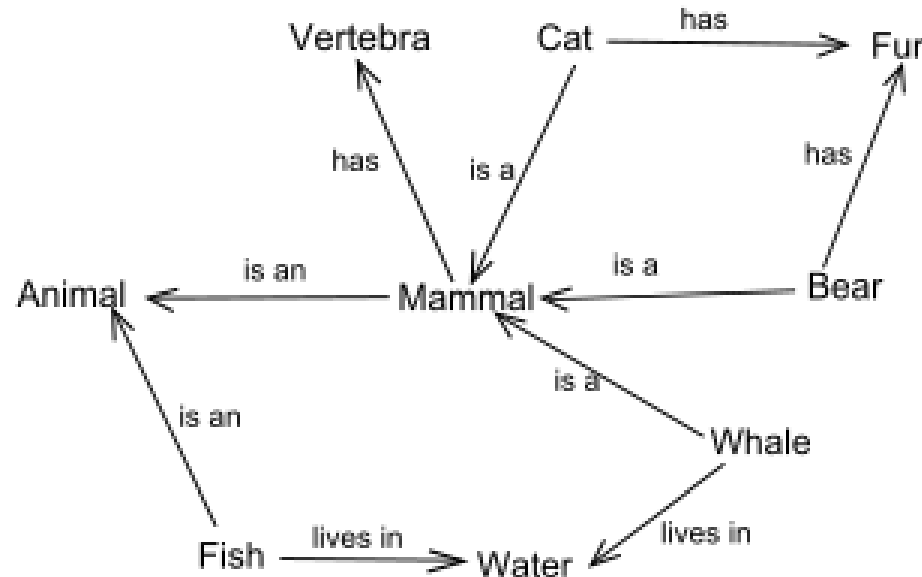 Vertebra
Cat
has
Fur
has
is a
has
Animal
is an
Mammal
is a
Bear
is an
is a
Whale
Fish
lives in
Water
lives in